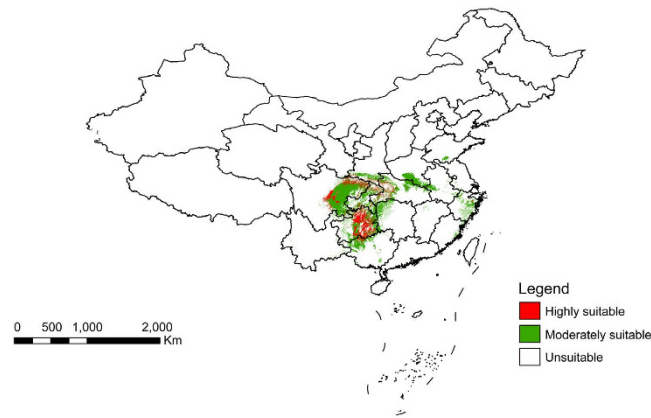 Legend
Highly suitable
Moderately suitable
Unsuitable
0 500 1,000 2,000
Km